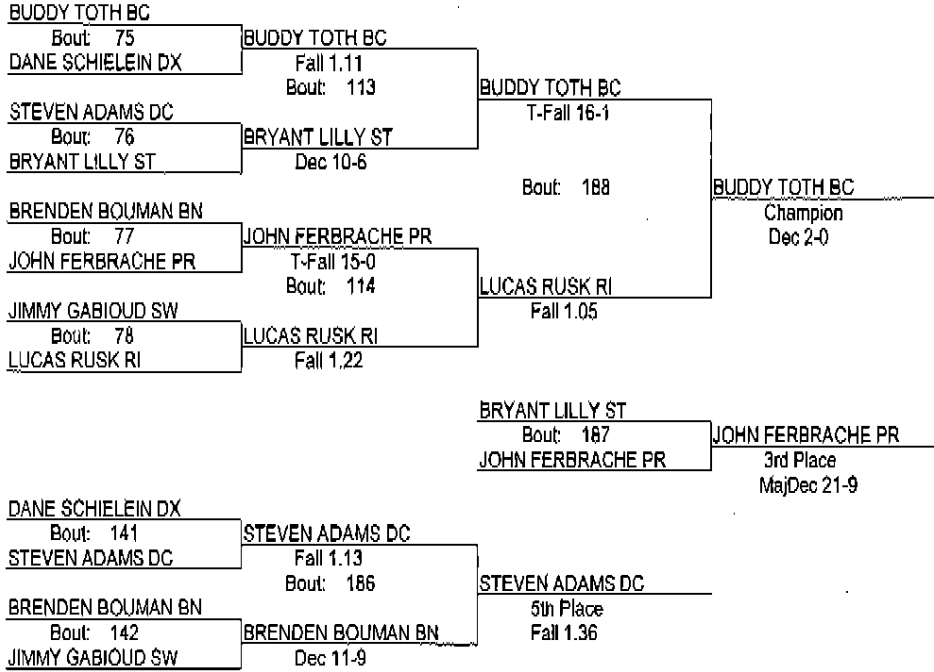 BUDDY TOTH BC
Bout: 75
DANE SCHIELEIN DX
BUDDY TOTH BC
Fall 1.11
Bout: 113
STEVEN ADAMS DC
Bout: 76
BRYANT LILLY ST
BRYANT LILLY ST
Dec 10-6
BUDDY TOTH BC
T-Fall 16-1
Bout: 188
BRENDEN BOUMAN BN
Bout: 77
JOHN FERBRACHE PR
JOHN FERBRACHE PR
T-Fall 15-0
Bout: 114
JIMMY GABIOUD SW
Bout: 78
LUCAS RUSK RI
LUCAS RUSK RI
Fall 1,22
LUCAS RUSK RI
Fall 1.05
BUDDY TOTH BC
Champion
Dec 2-0
BRYANT LILLY ST
Bout: 187
JOHN FERBRACHE PR
JOHN FERBRACHE PR
3rd Place
MajDec 21-9
DANE SCHIELEIN DX
Bout: 141
STEVEN ADAMS DC
STEVEN ADAMS DC
Fall 1.13
Bout: 186
BRENDEN BOUMAN BN
Bout: 142
JIMMY GABIOUD SW
BRENDEN BOUMAN BN
Dec 11-9
STEVEN ADAMS DC
5th Place
Fall 1.36